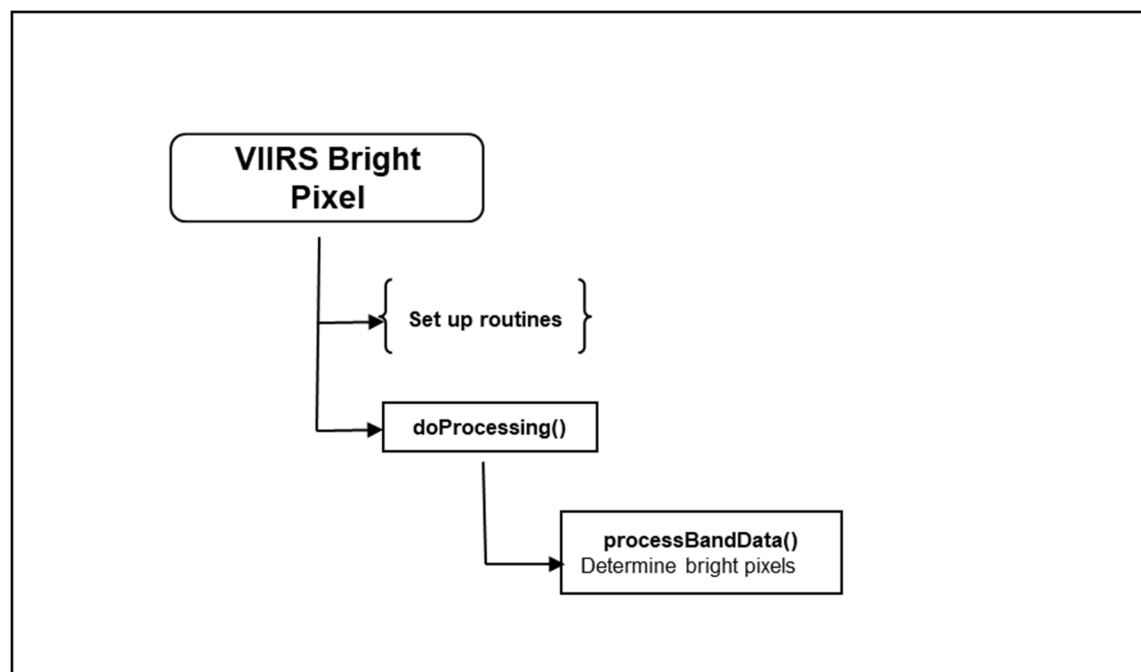 VIIRS Bright
Pixel
Set up routines
doProcessing()
processBandData()
Determine bright pixels